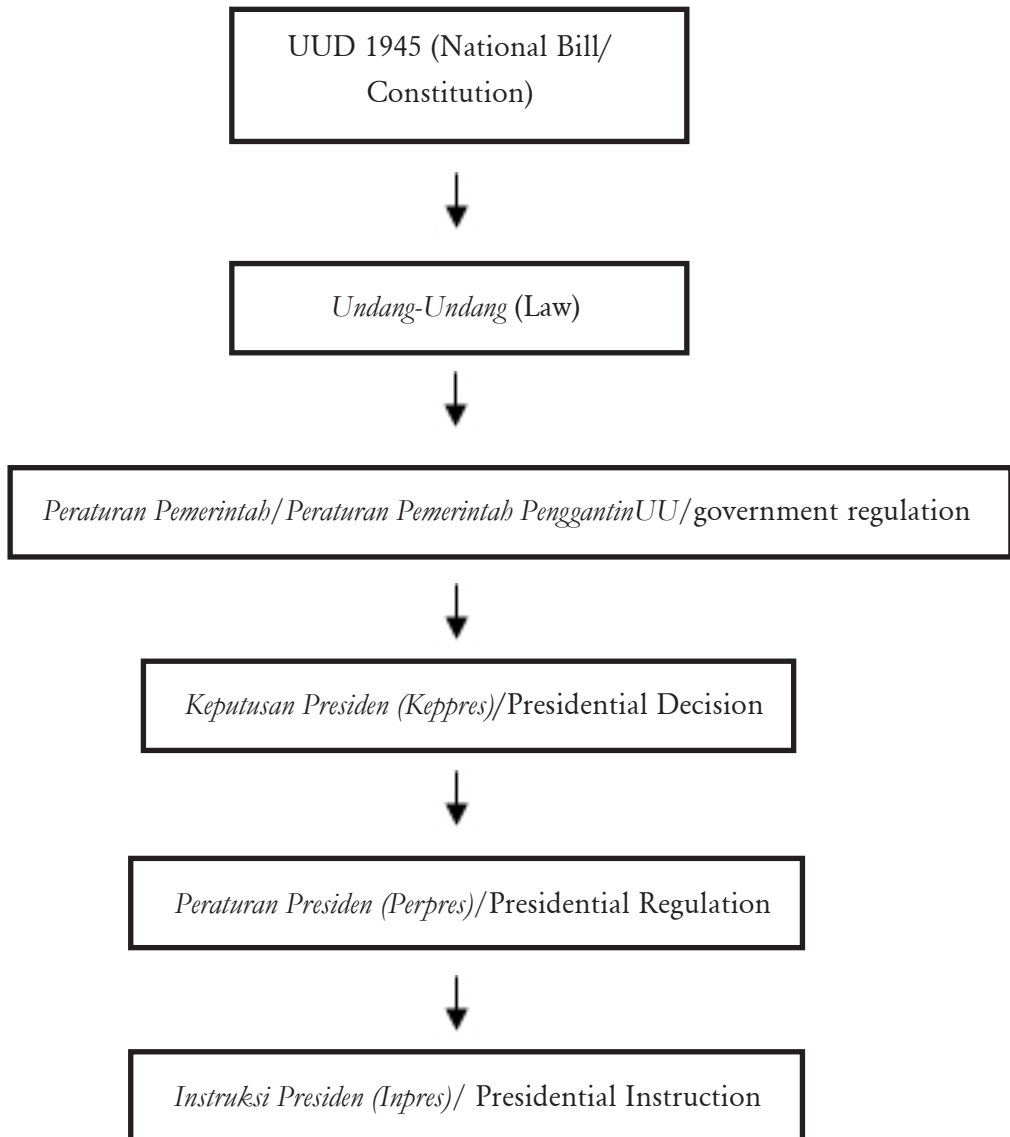 UUD 1945 (National Bill/
Constitution)
Undang-Undang (Law)
Peraturan Pemerintah/Peraturan Pemerintah PenggantinUU/government regulation
Keputusan Presiden (Keppres)/Presidential Decision
Peraturan Presiden (Perpres)/Presidential Regulation
Instruksi Presiden (Inpres)/ Presidential Instruction